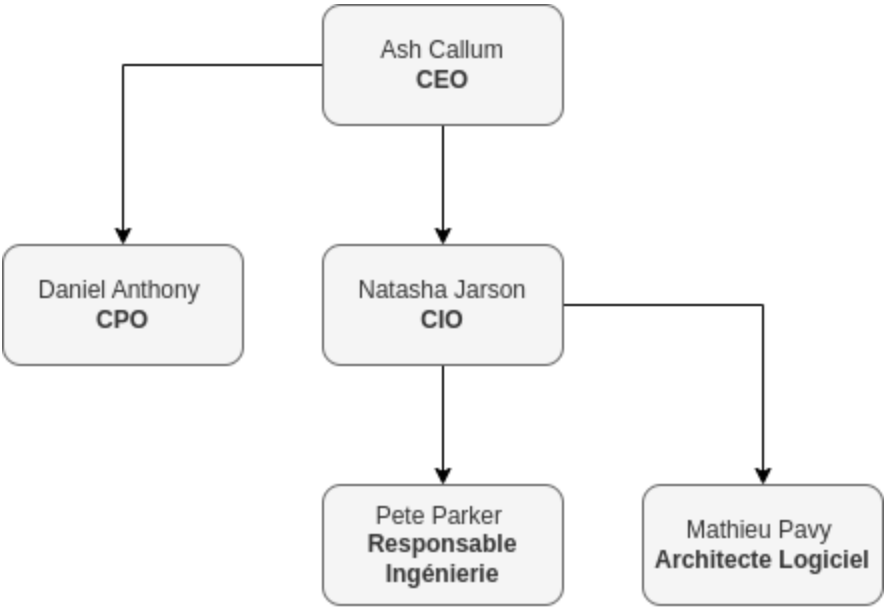 Ash Callum
CEO
Daniel Anthony
CPO
Natasha Jarson
CIO
Pete Parker
Responsable
Ingénierie
Mathieu Pavy
Architecte Logiciel